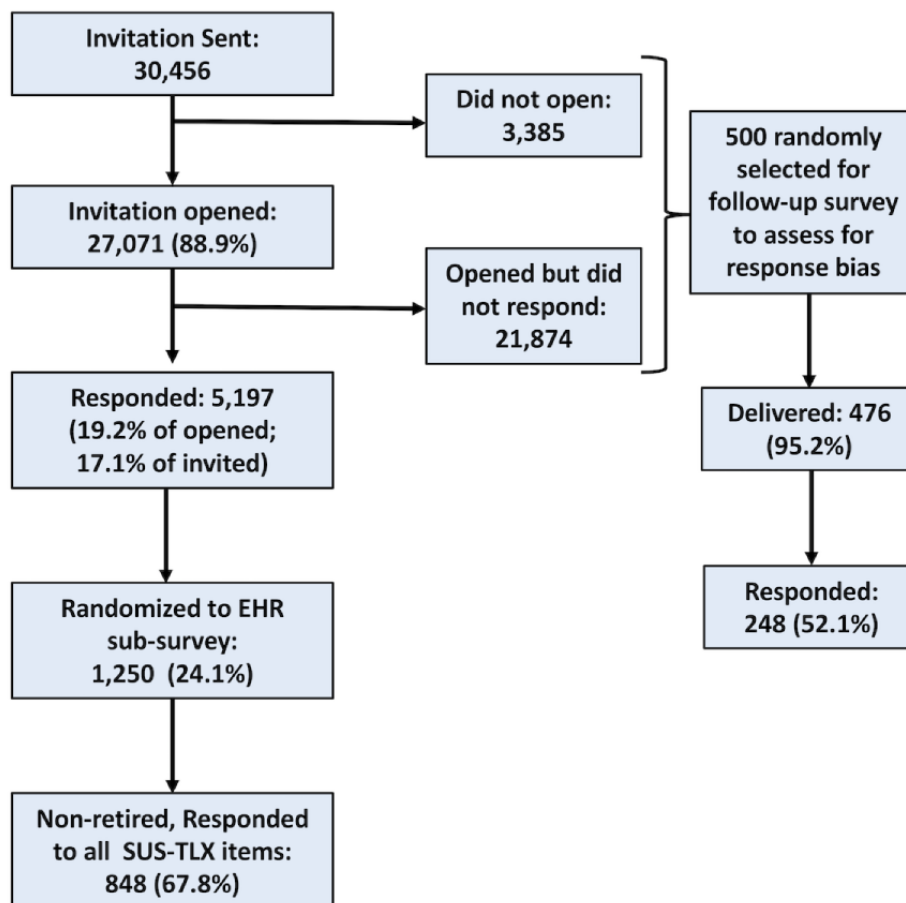 Invitation Sent:
30,456
Did not open:
3,385
Invitation opened:
27,071 (88.9%)
Opened but did
not respond:
21,874
500 randomly
selected for
follow-up survey
to assess for
response bias
Responded: 5,197
(19.2% of opened;
17.1% of invited)
Delivered: 476
(95.2%)
Randomized to EHR
sub-survey:
1,250 (24.1%)
Responded:
248 (52.1%)
Non-retired, Responded
to all SUS-TLX items:
848 (67.8%)